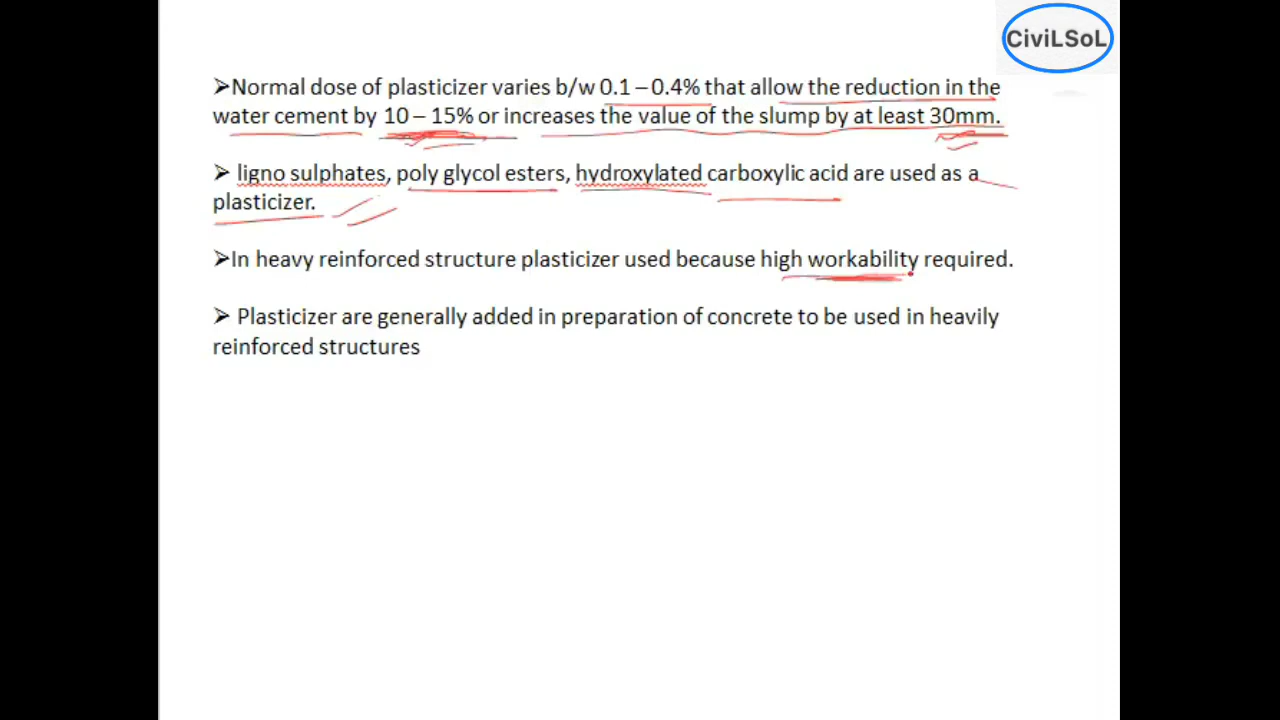 CiviLSoL
➢Normal dose of plasticizer varies b/w 0.1 – 0.4% that allow the reduction in the
water cement by 10 – 15% or increases the value of the slump by at least 30mm.
➢ ligno sulphates, poly glycol esters, hydroxylated carboxylic acid are used as a
plasticizer.
➢In heavy reinforced structure plasticizer used because high workability required.
➢ Plasticizer are generally added in preparation of concrete to be used in heavily
reinforced structures